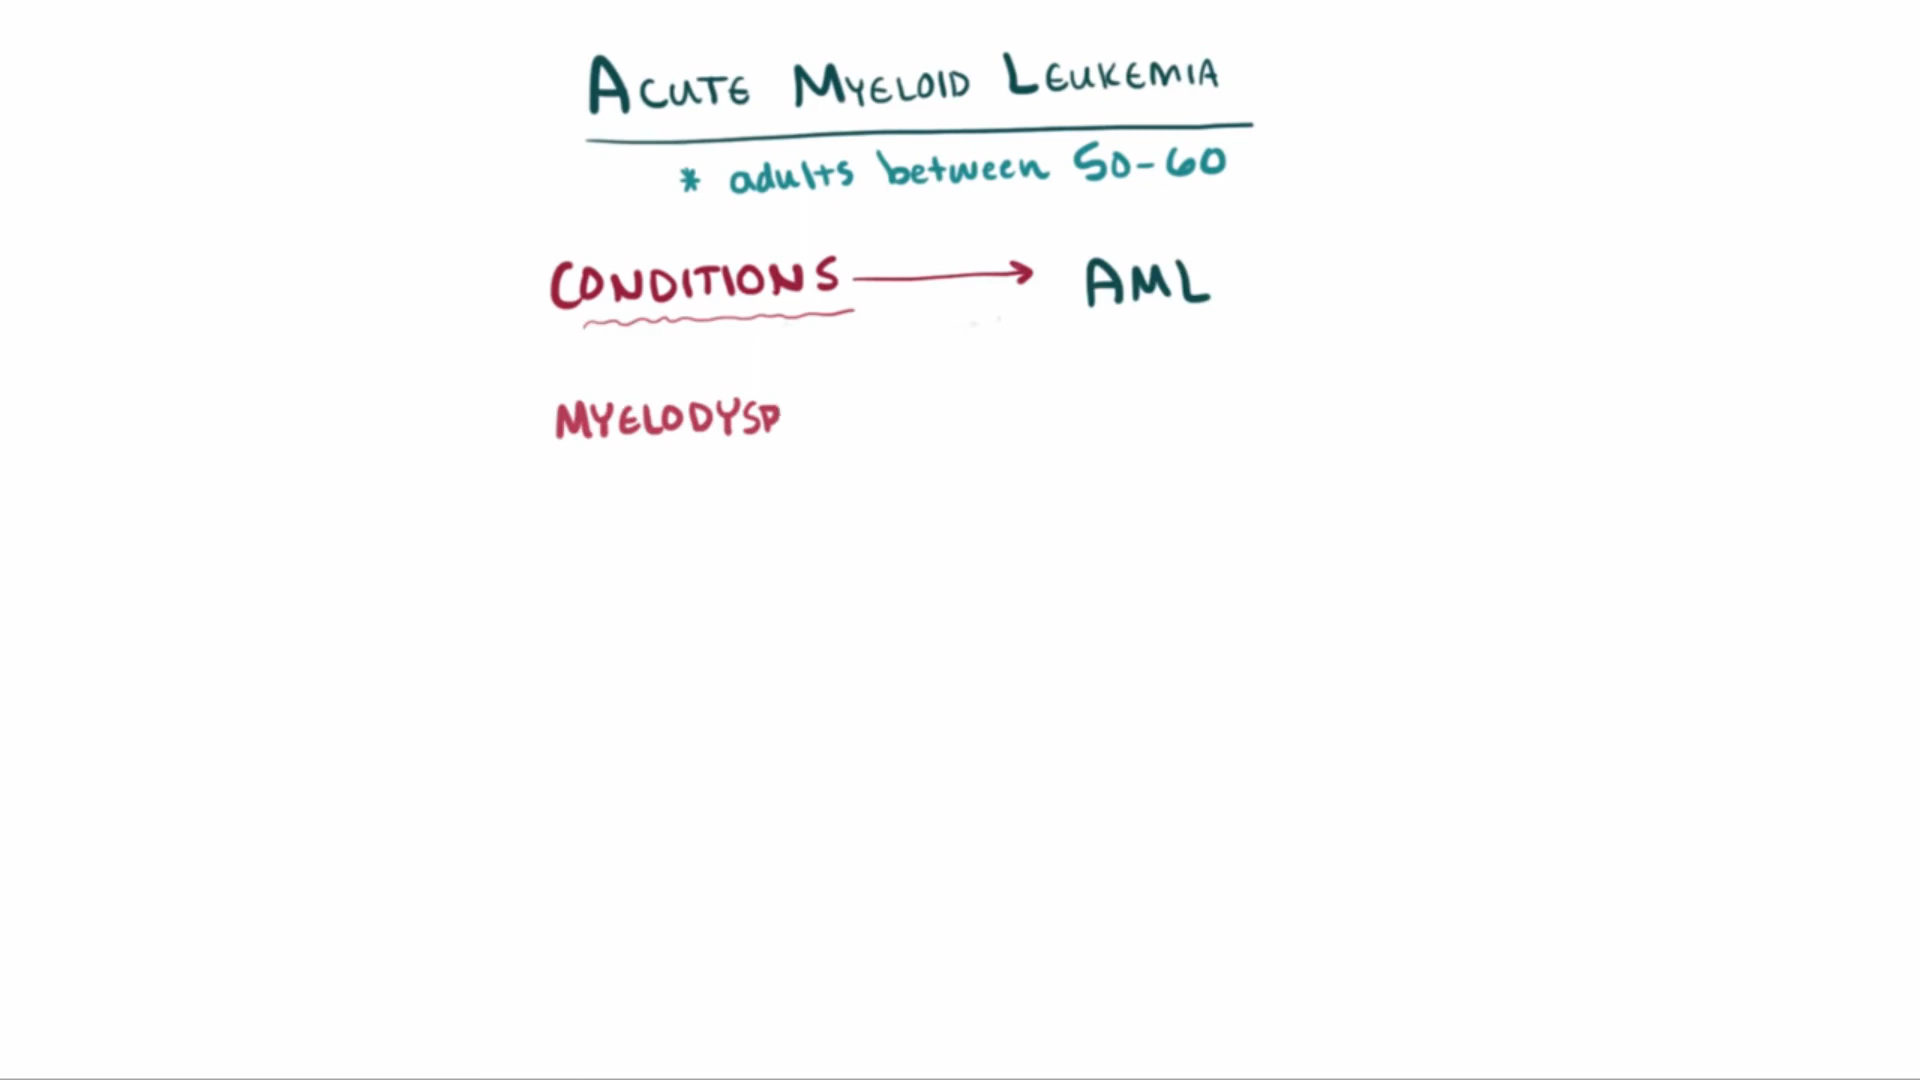 ACUTE MYELOID LEUKEMIA
* adults between 50-60
CONDITIONS → AML
MYELODYSP